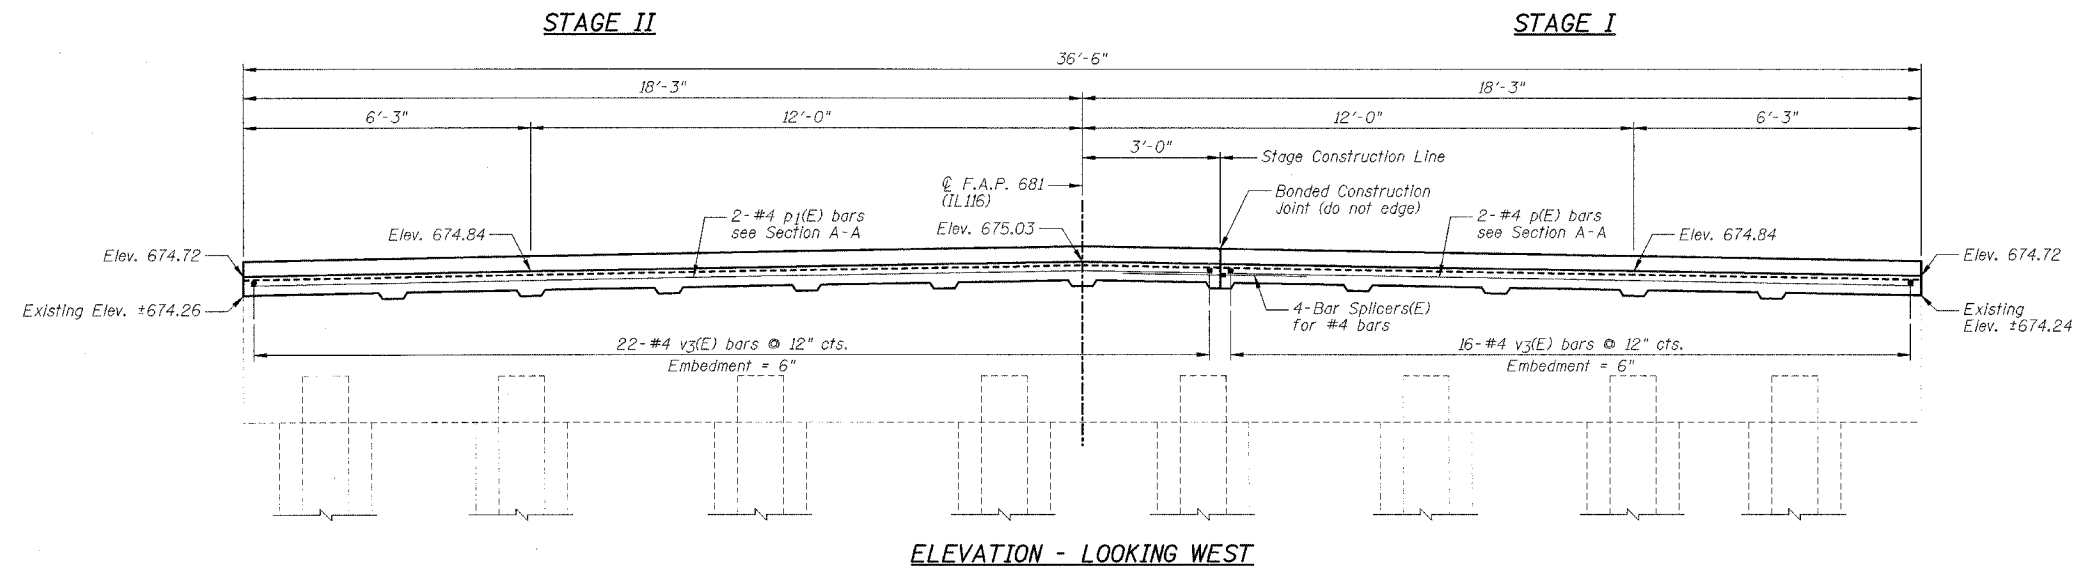 STAGE II
STAGE I
36'-6"
18'-3"
18'-3"
6'-3"
12'-0"
12'-0"
6'-3"
3'-0"
Stage Construction Line
℄ F.A.P. 681
(IL116)
Bonded Construction
Joint (do not edge)
2-#4 p1(E) bars
see Section A-A
2-#4 p(E) bars
see Section A-A
Elev. 674.84
Elev. 675.03
Elev. 674.84
Elev. 674.72
Elev. 674.72
Existing Elev. ±674.26
4-Bar Splicers(E)
for #4 bars
Existing
Elev. ±674.24
22-#4 v3(E) bars @ 12" cts.
Embedment = 6"
16-#4 v3(E) bars @ 12" cts.
Embedment = 6"
ELEVATION - LOOKING WEST